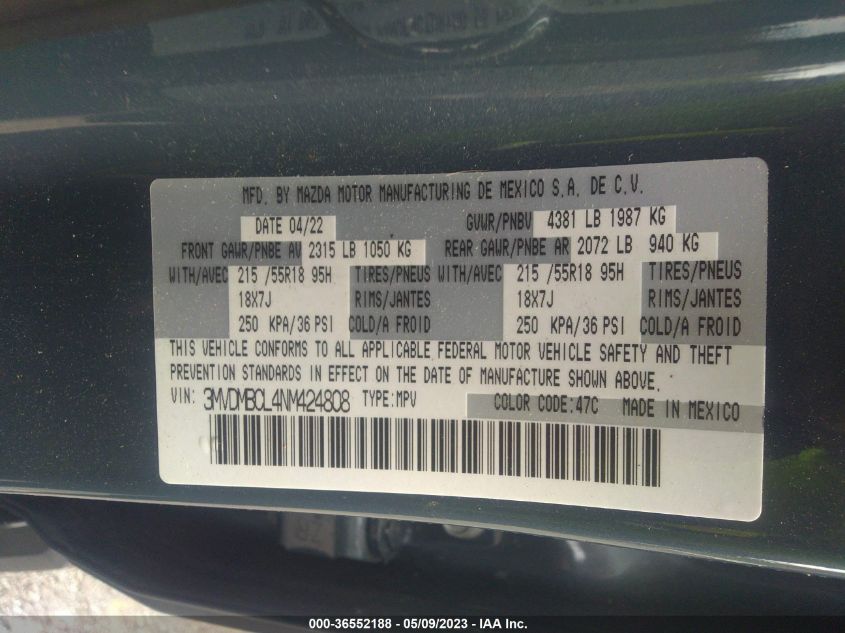 MFD. BY MAZDA MOTOR MANUFACTURING DE MEXICO S.A. DE C.V.
DATE 04/22 GVWR/PNBV 4381 LB 1987 KG
FRONT GAWR/PNBE AV 2315 LB 1050 KG REAR GAWR/PNBE AR 2072 LB 940 KG
WITH/AVEC 215 /55R18 95H TIRES/PNEUS WITH/AVEC 215 /55R18 95H TIRES/PNEUS
18X7J RIMS/JANTES 18X7J RIMS/JANTES
250 KPA/36 PSI COLD/A FROID 250 KPA/36 PSI COLD/A FROID
THIS VEHICLE CONFORMS TO ALL APPLICABLE FEDERAL MOTOR VEHICLE SAFETY AND THEFT
PREVENTION STANDARDS IN EFFECT ON THE DATE OF MANUFACTURE SHOWN ABOVE.
VIN: 3MVDMBCL4NM424808 TYPE:MPV COLOR CODE:47C MADE IN MEXICO
000-36552188 - 05/09/2023 - IAA Inc.